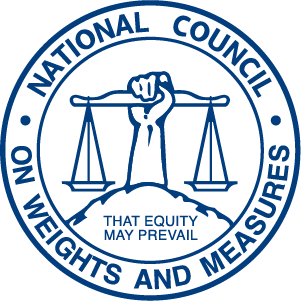 NATIONAL COUNCIL
ON WEIGHTS AND MEASURES
THAT EQUITY
MAY PREVAIL